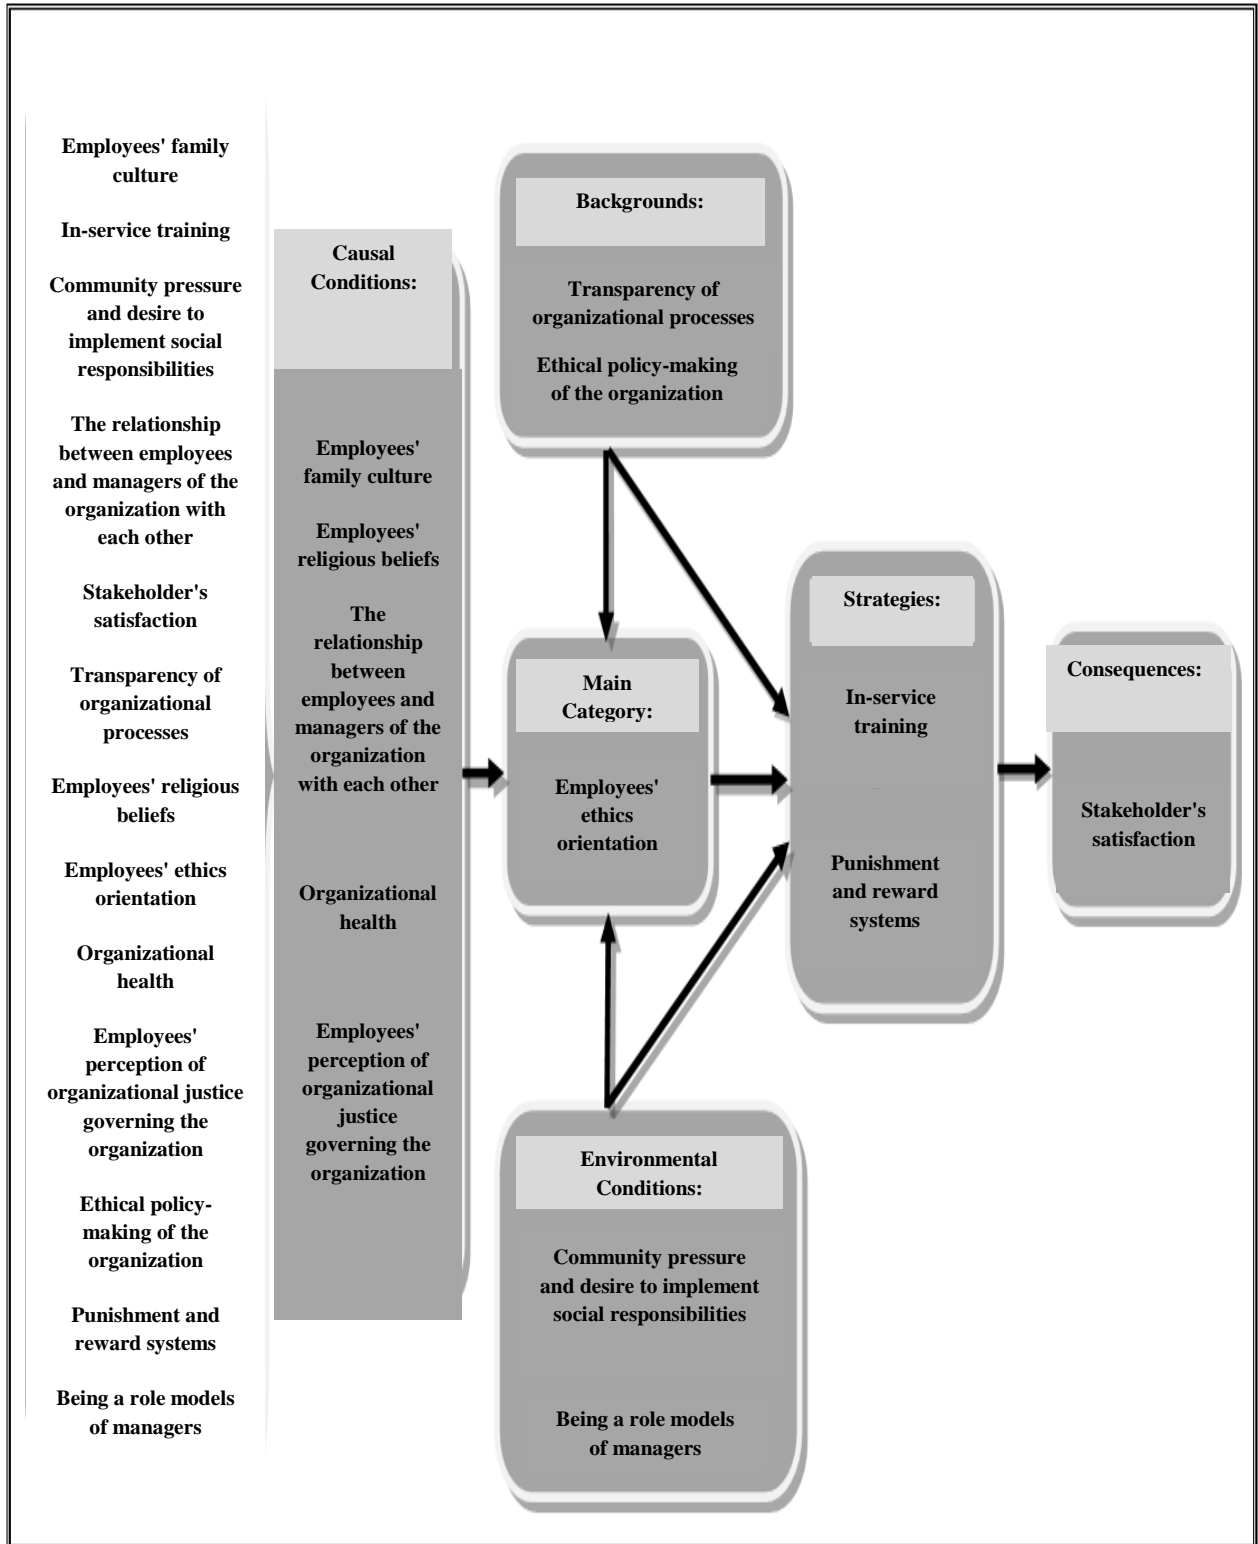 Employees' family
culture
In-service training
Community pressure
and desire to
implement social
responsibilities
The relationship
between employees
and managers of the
organization with
each other
Stakeholder's
satisfaction
Transparency of
organizational
processes
Employees' religious
beliefs
Employees' ethics
orientation
Organizational
health
Employees'
perception of
organizational justice
governing the
organization
Ethical policy-
making of the
organization
Punishment and
reward systems
Being a role models
of managers
Causal
Conditions:
Employees'
family culture
Employees'
religious beliefs
The
relationship
between
employees and
managers of the
organization
with each other
Organizational
health
Employees'
perception of
organizational
justice
governing the
organization
Backgrounds:
Transparency of
organizational processes
Ethical policy-making
of the organization
Main
Category:
Employees'
ethics
orientation
Environmental
Conditions:
Community pressure
and desire to implement
social responsibilities
Being a role models
of managers
Strategies:
In-service
training
Punishment
and reward
systems
Consequences:
Stakeholder's
satisfaction